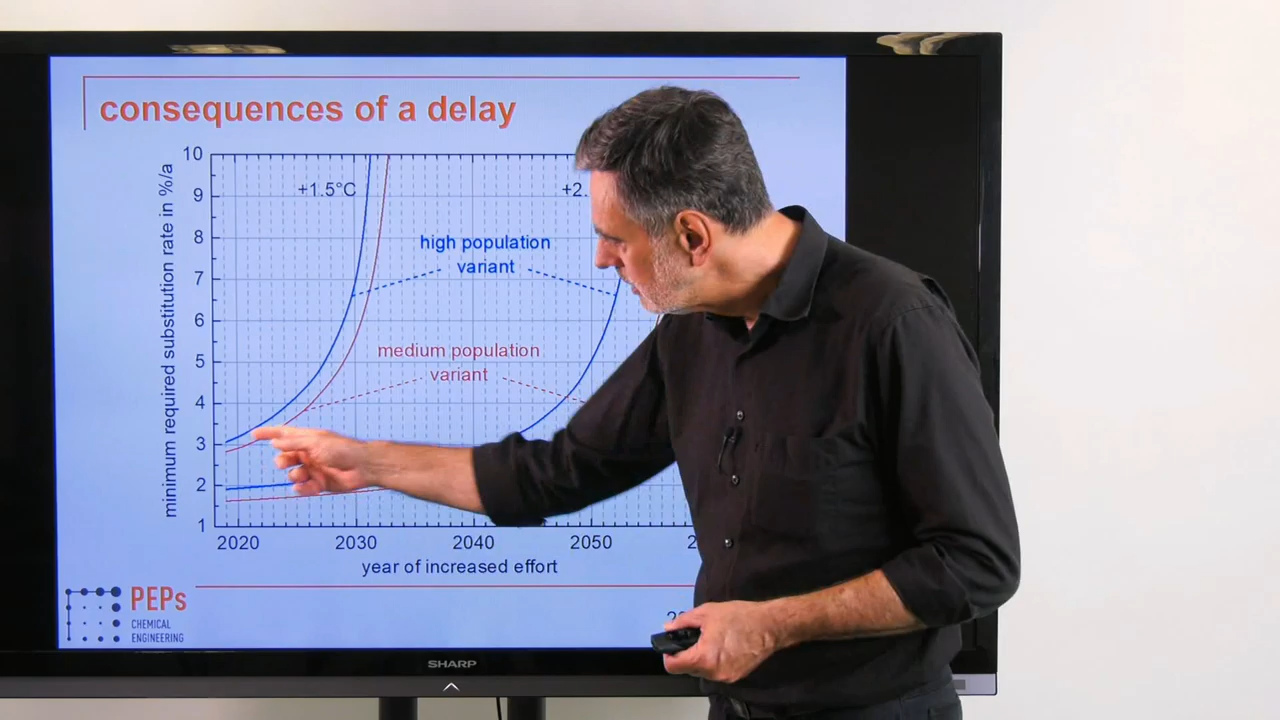 consequences of a delay
10
9
8
7
6
5
4
3
2
1
minimum required substitution rate in %/a
+1.5°C
+2.
high population
variant
medium population
variant
2020
2030
2040
2050
year of increased effort
PEPs
CHEMICAL
ENGINEERING
SHARP